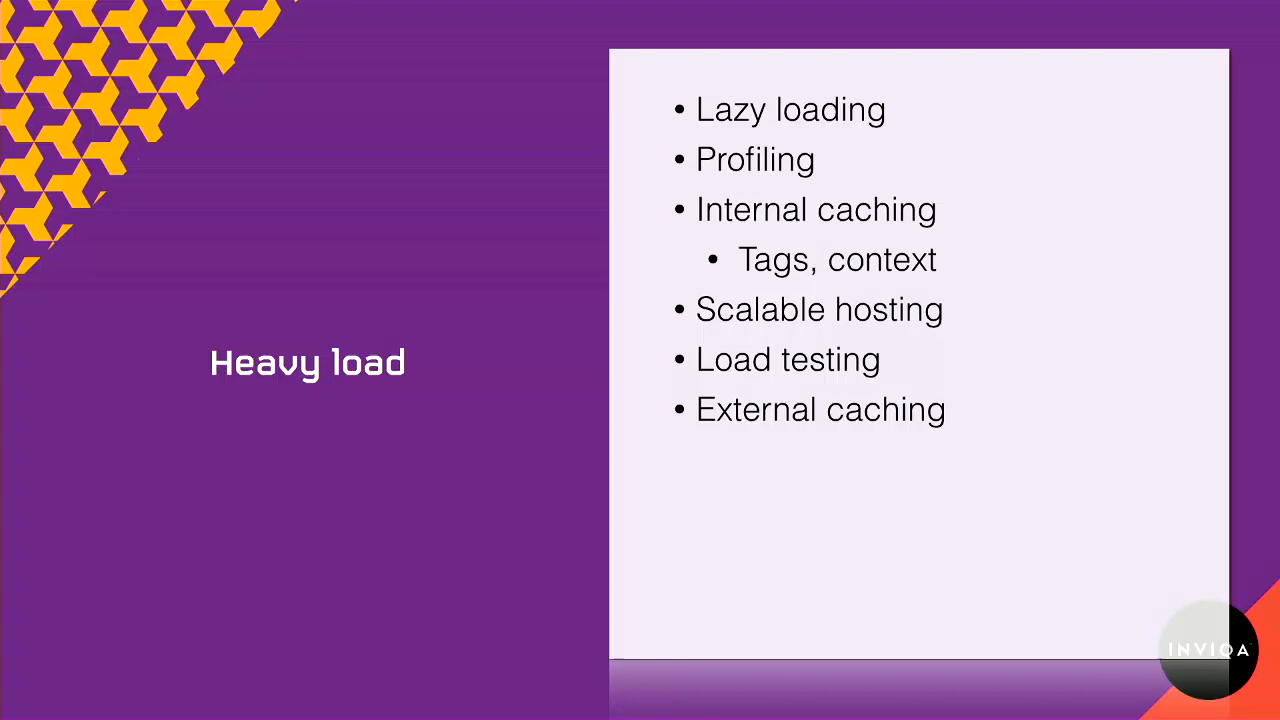 Heavy load
• Lazy loading
• Profiling
• Internal caching
• Tags, context
• Scalable hosting
• Load testing
• External caching
INVIQA